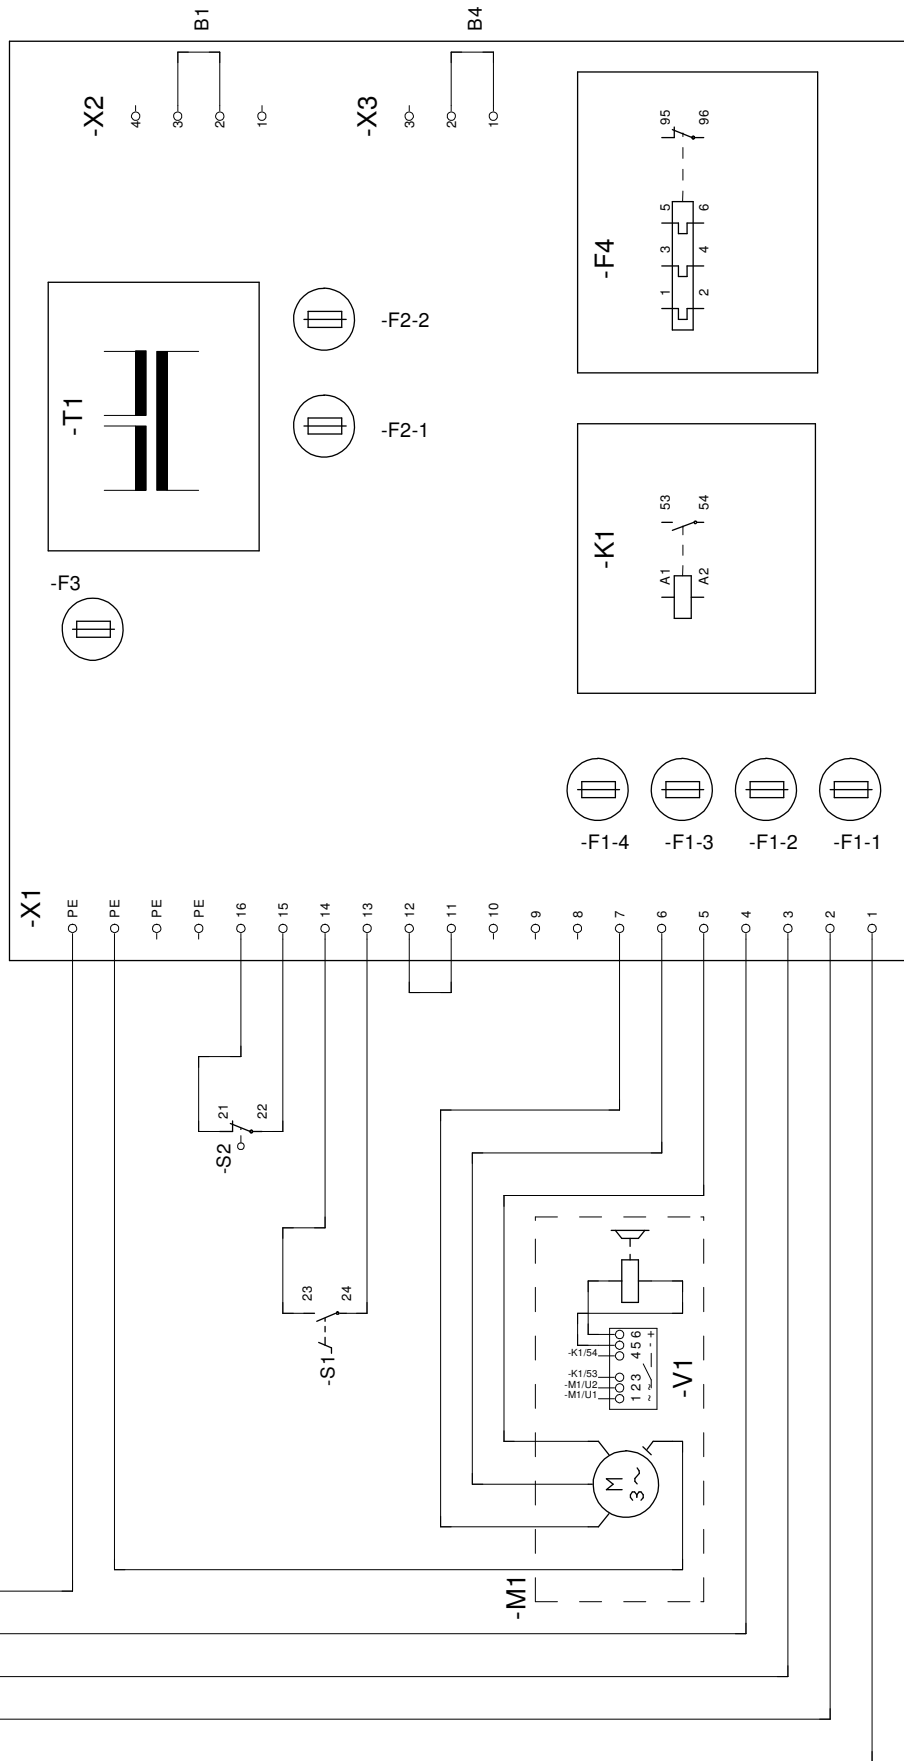 B1
B4
-X2
4
3
2
1
-X3
3
2
1
-T1
-F2-2
-F2-1
-F3
-F4
1 3 5 95
2 4 6 96
-K1
A1 53
A2 54
-F1-4
-F1-3
-F1-2
-F1-1
-X1
PE
PE
PE
PE
16
15
14
13
12
11
10
9
8
7
6
5
4
3
2
1
-S2
21
22
-S1
23
24
-M1
M
3~
-V1
-K1/54
-K1/53
-M1/U2
-M1/U1
1 2 3 4 5 6
~ ~ - +